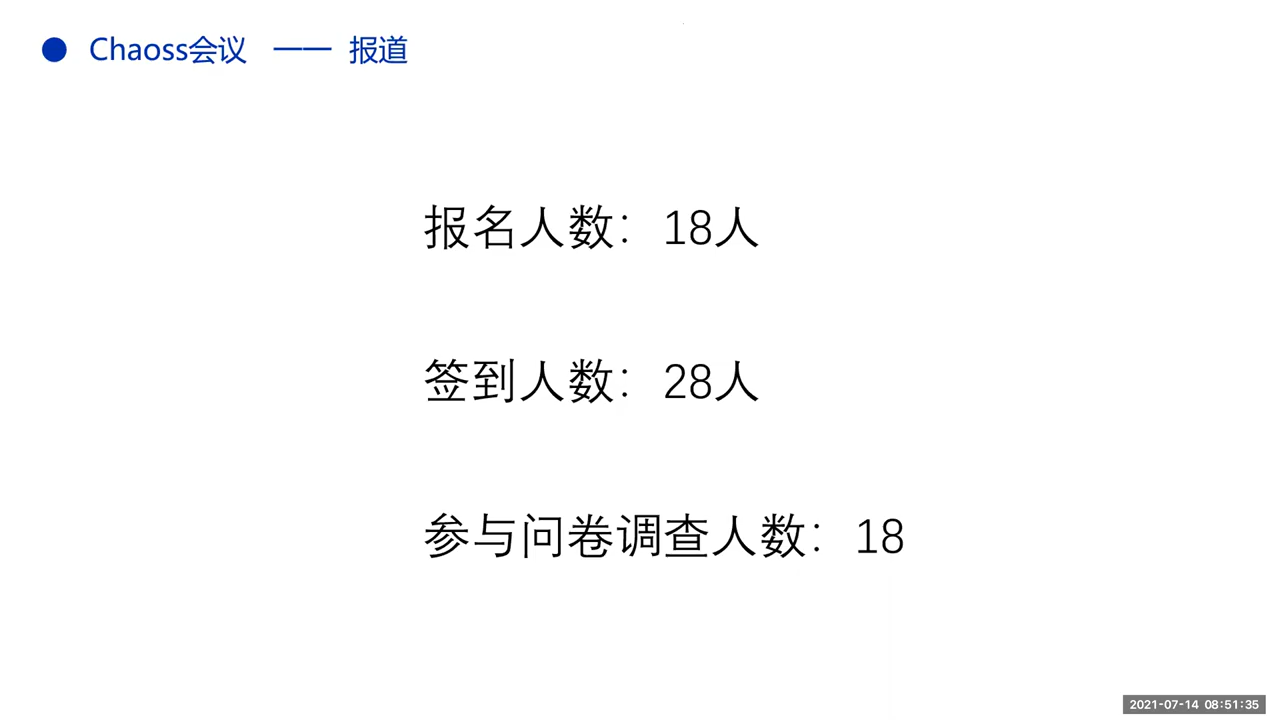 Chaoss会议 —— 报道
报名人数：18人
签到人数：28人
参与问卷调查人数：18
2021-07-14 08:51:35